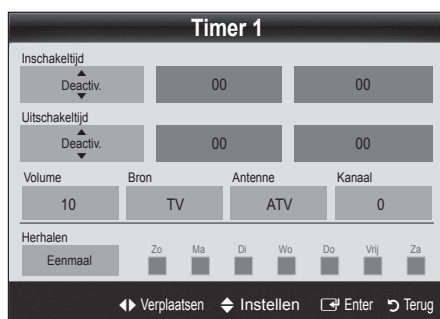 Timer 1
Inschakeltijd
Deactiv. 00 00
Uitschakeltijd
Deactiv. 00 00
Volume Bron Antenne Kanaal
10 TV ATV 0
Herhalen
Zo Ma Di Wo Do Vrij Za
Eenmaal
Verplaatsen Instellen Enter Terug